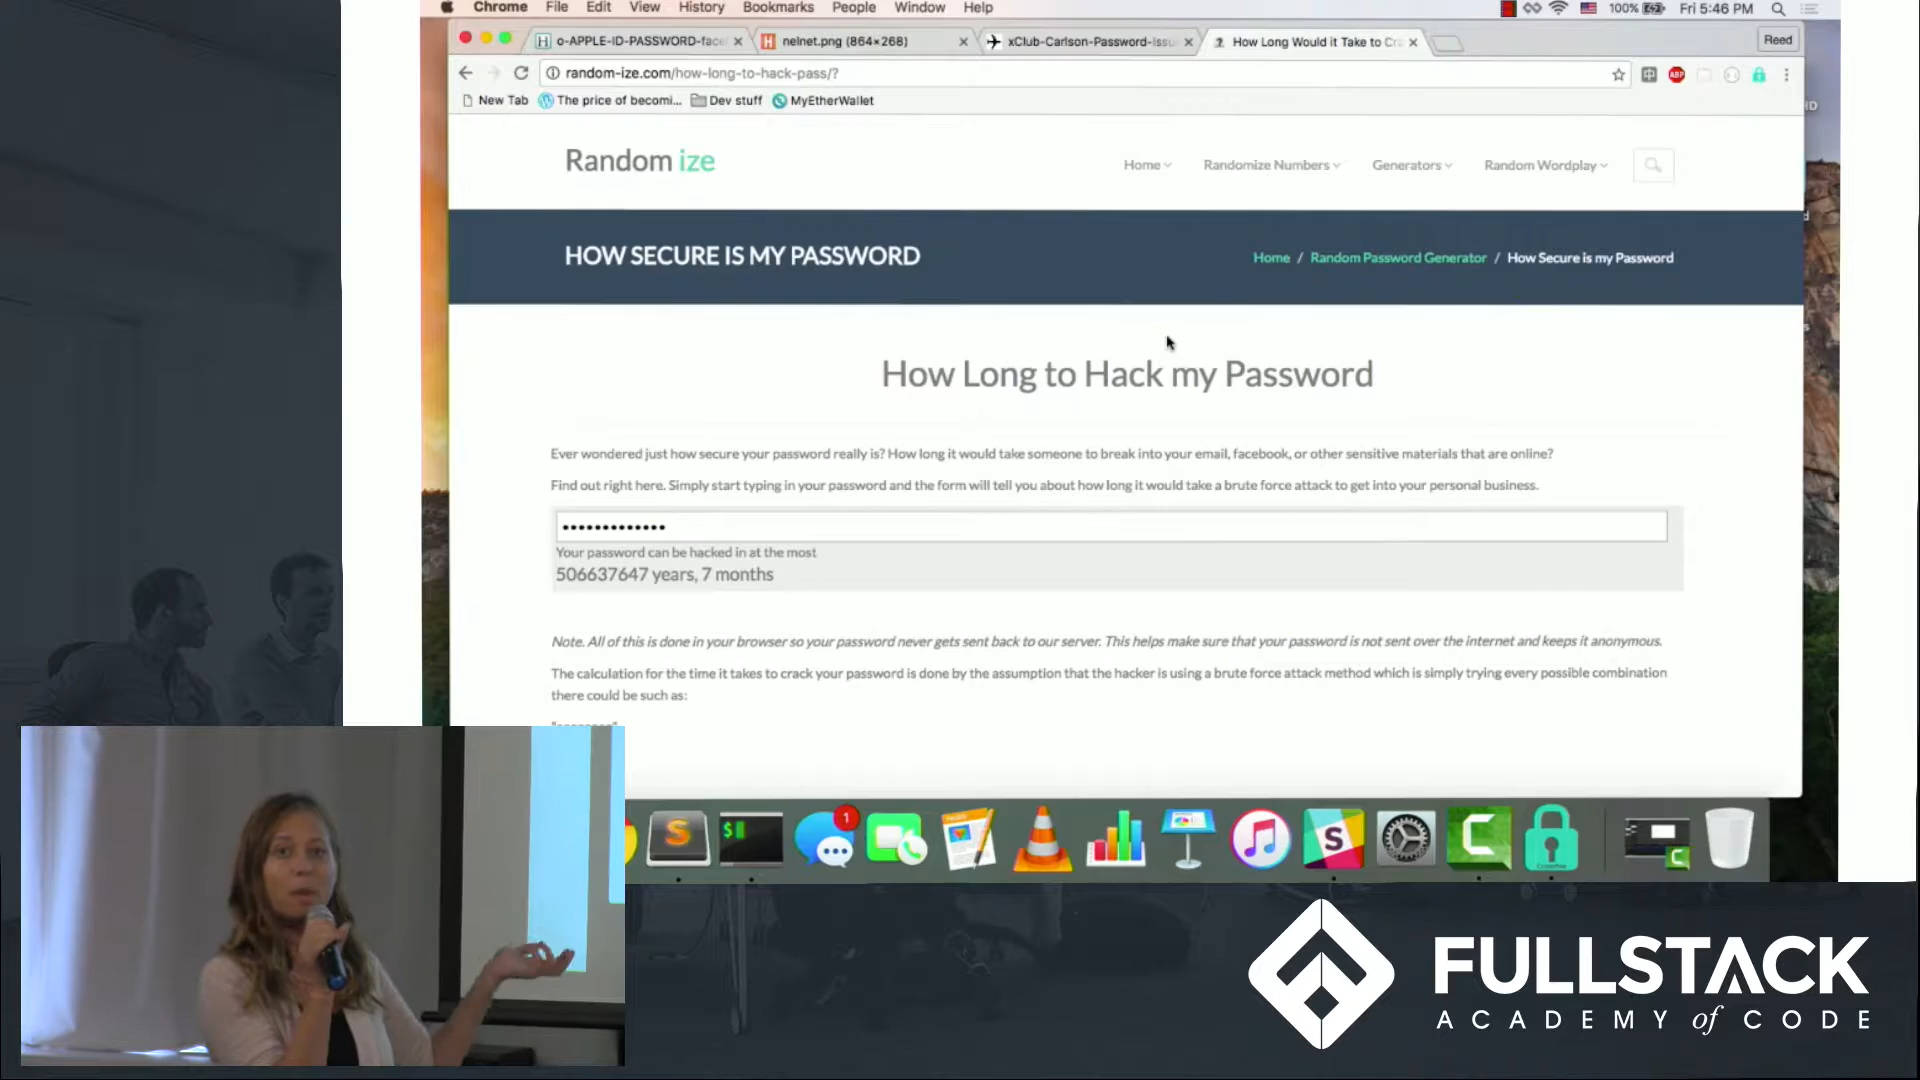 Chrome File Edit View History Bookmarks People Window Help 100% Fri 5:46 PM
o-APPLE-ID-PASSWORD-face
nelnet.png (864×268)
xClub-Carlson-Password-Issu
How Long Would it Take to Cra
Reed
random-ize.com/how-long-to-hack-pass/?
New Tab The price of becomi... Dev stuff MyEtherWallet
Random ize
Home Randomize Numbers Generators Random Wordplay
HOW SECURE IS MY PASSWORD
Home / Random Password Generator / How Secure is my Password
How Long to Hack my Password
Ever wondered just how secure your password really is? How long it would take someone to break into your email, facebook, or other sensitive materials that are online?
Find out right here. Simply start typing in your password and the form will tell you about how long it would take a brute force attack to get into your personal business.
•••••••••••••
Your password can be hacked in at the most
506637647 years, 7 months
Note. All of this is done in your browser so your password never gets sent back to our server. This helps make sure that your password is not sent over the internet and keeps it anonymous.
The calculation for the time it takes to crack your password is done by the assumption that the hacker is using a brute force attack method which is simply trying every possible combination
there could be such as:
1
FULLSTACK
ACADEMY of CODE